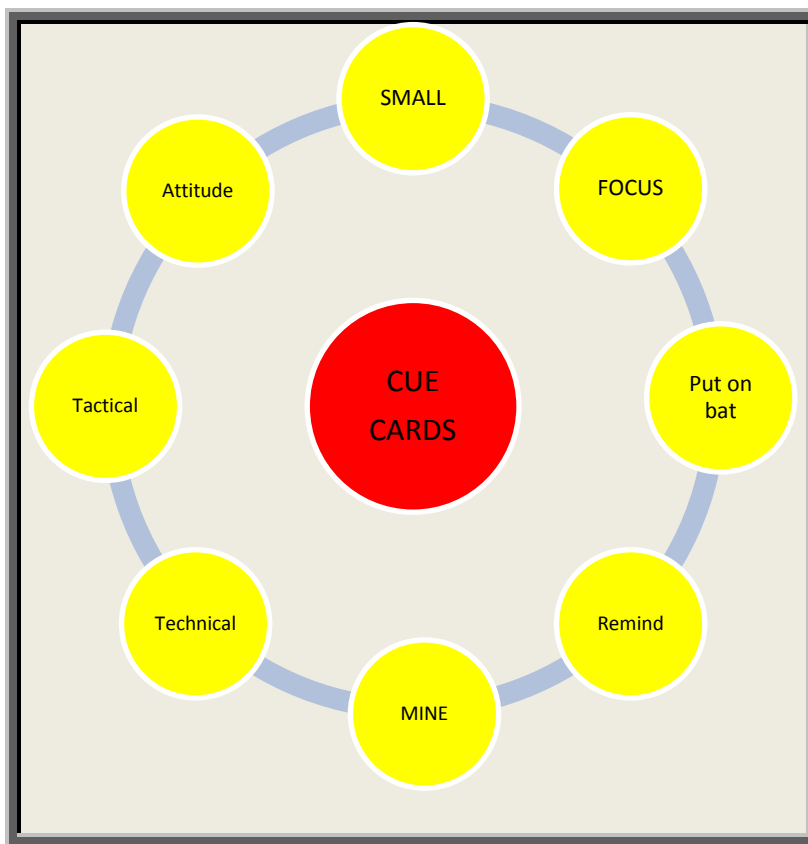 SMALL
FOCUS
Put on
bat
Remind
MINE
Technical
Tactical
Attitude
CUE
CARDS